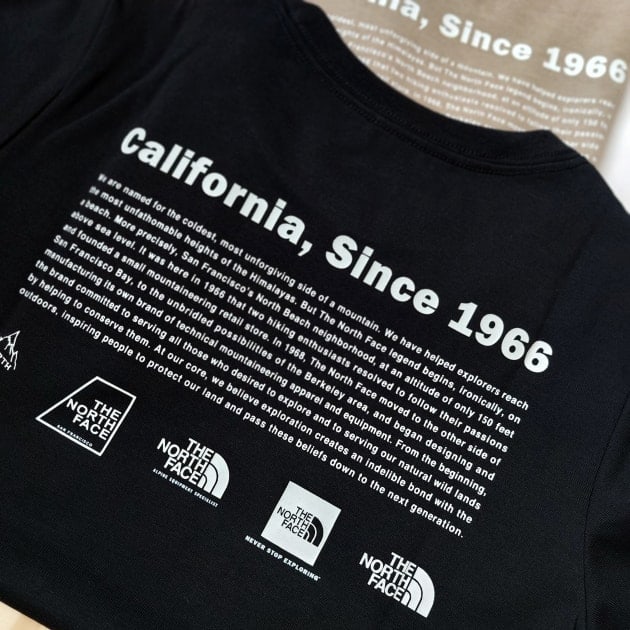 na, Since 1966
California, Since 1966
We are named for the coldest, most unforgiving side of a mountain. We have helped explorers reach
the most unfathomable heights of the Himalayas. But The North Face legend begins, ironically, on
a beach. More precisely, San Francisco's North Beach neighborhood, at an altitude of only 150 feet
above sea level. It was here in 1966 that two hiking enthusiasts resolved to follow their passions
and founded a small mountaineering retail store. In 1968, The North Face moved to the other side of
San Francisco Bay, to the unbridled possibilities of the Berkeley area, and began designing and
manufacturing its own brand of technical mountaineering apparel and equipment. From the beginning,
the brand committed to serving all those who desired to explore and to serving our natural wild lands
by helping to conserve them. At our core, we believe exploration creates an indelible bond with the
outdoors, inspiring people to protect our land and pass these beliefs down to the next generation.
THE
NORTH
FACE
SAN FRANCISCO
THE
NORTH
FACE
ALPINE EQUIPMENT SPECIALIST
THE
NORTH
FACE
NEVER STOP EXPLORING
THE
NORTH
FACE